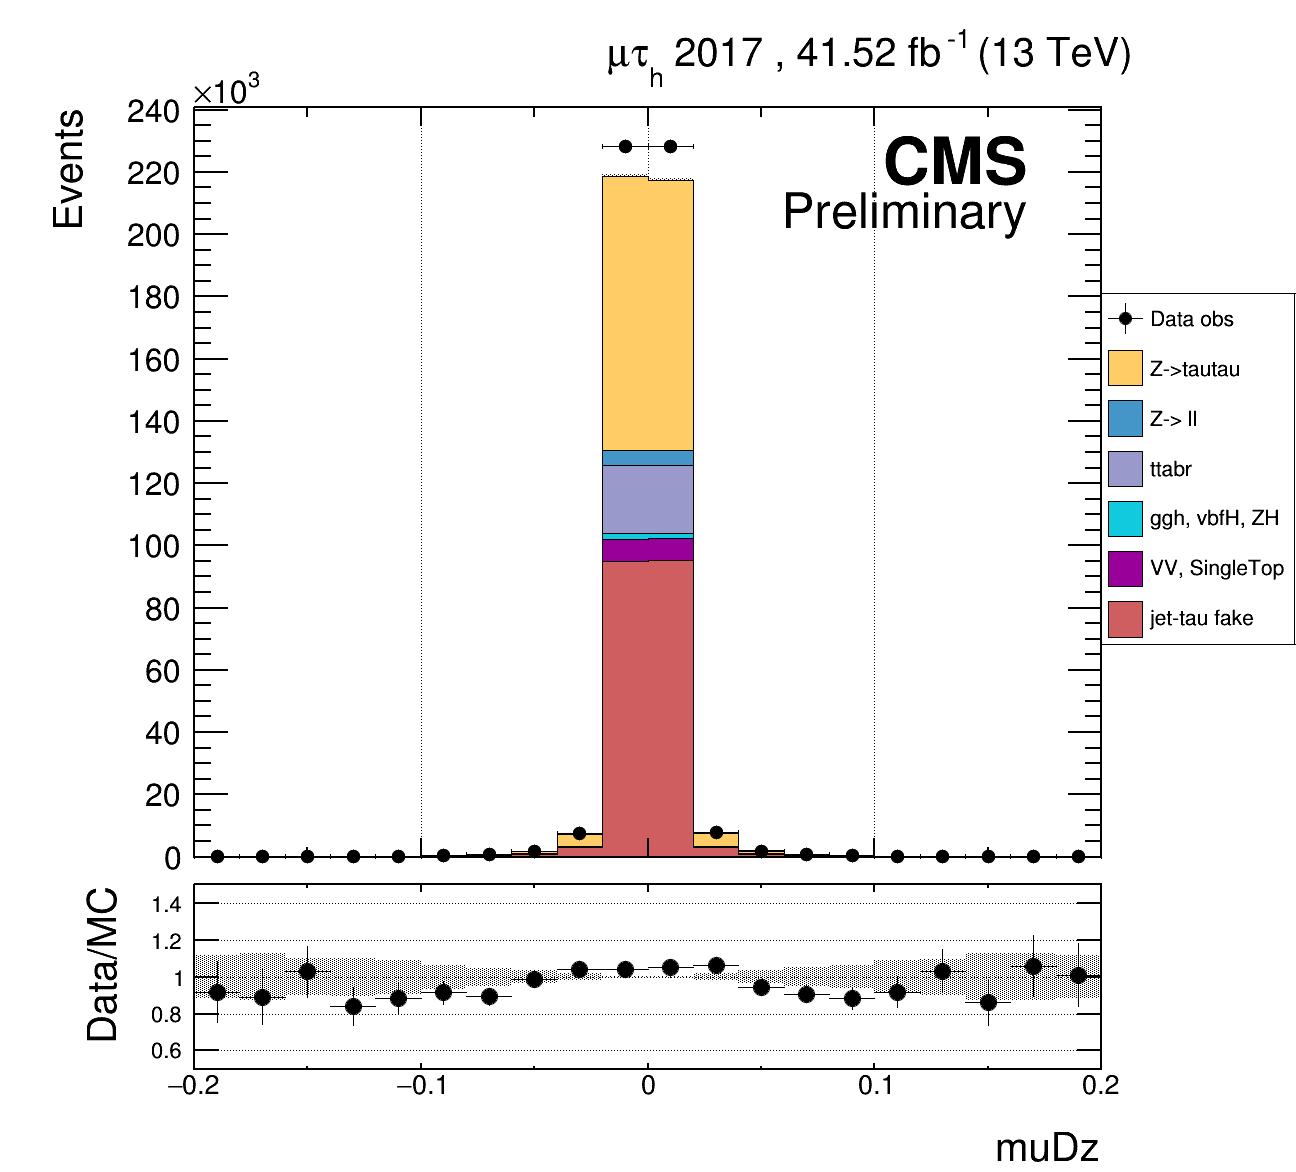 μτh 2017 , 41.52 fb-1 (13 TeV)
×10³
Events
240
220
200
180
160
140
120
100
80
60
40
20
0
CMS
Preliminary
Data obs
Z->tautau
Z-> ll
ttabr
ggh, vbfH, ZH
VV, SingleTop
jet-tau fake
Data/MC
1.4
1.2
1
0.8
0.6
−0.2
−0.1
0
0.1
0.2
muDz